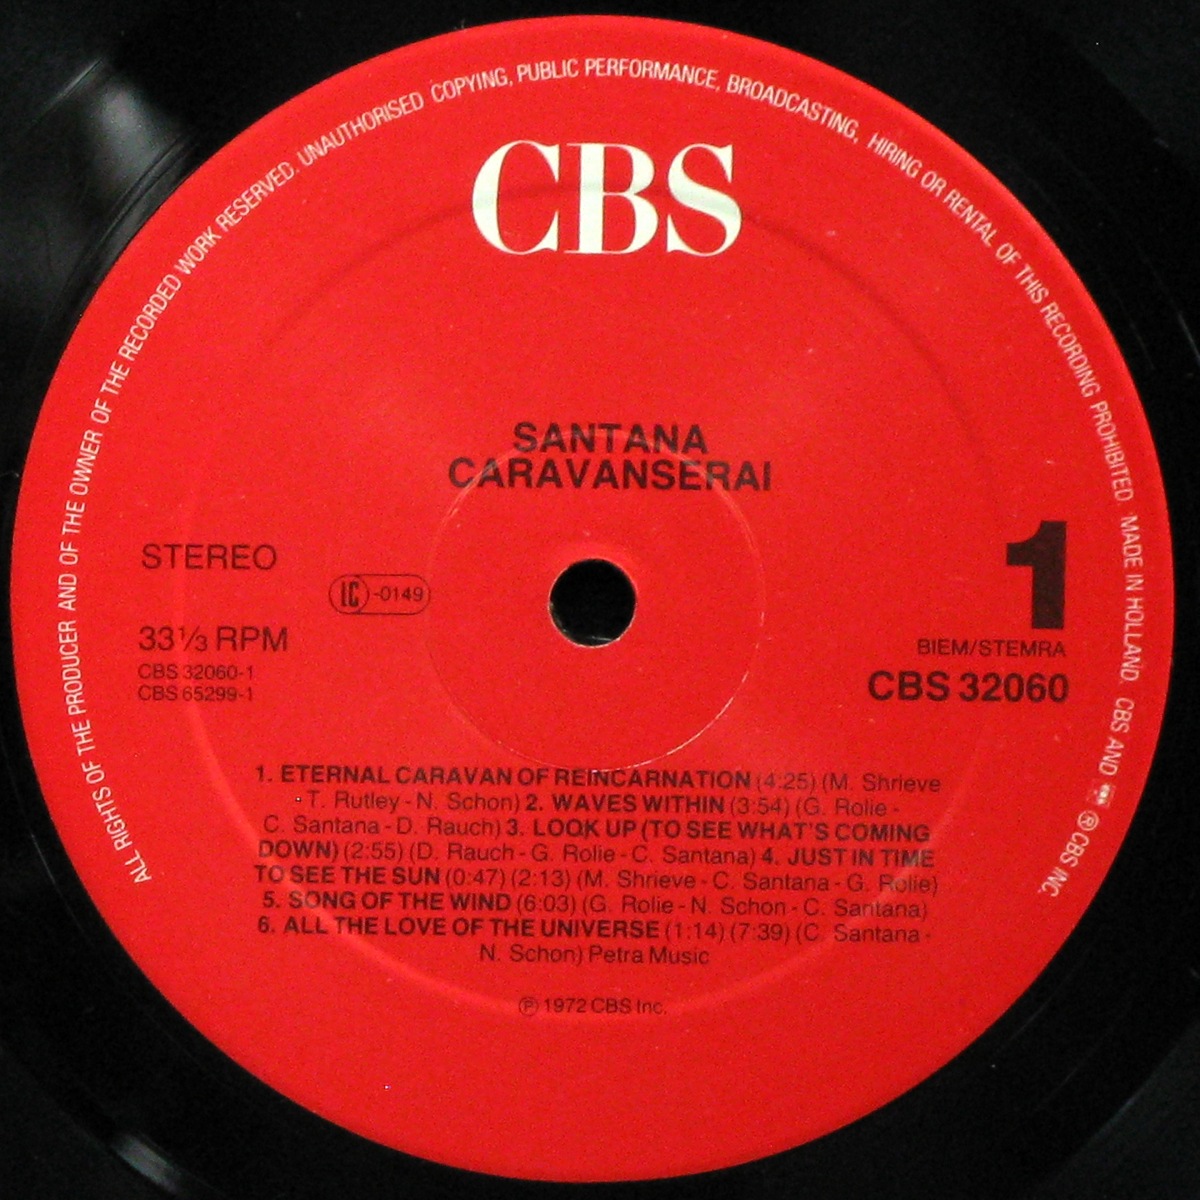 ALL RIGHTS OF THE PRODUCER AND OF THE OWNER OF THE RECORDED WORK RESERVED. UNAUTHORISED COPYING, PUBLIC PERFORMANCE, BROADCASTING, HIRING OR RENTAL OF THIS RECORDING PROHIBITED. MADE IN HOLLAND. CBS AND ® CBS INC.
CBS
SANTANA
CARAVANSERAI
STEREO
LC-0149
33⅓ RPM
CBS 32060-1
CBS 65299-1
1
BIEM/STEMRA
CBS 32060
1. ETERNAL CARAVAN OF REINCARNATION (4:25) (M. Shrieve
- T. Rutley - N. Schon) 2. WAVES WITHIN (3:54) (G. Rolie -
C. Santana - D. Rauch) 3. LOOK UP (TO SEE WHAT'S COMING
DOWN) (2:55) (D. Rauch - G. Rolie - C. Santana) 4. JUST IN TIME
TO SEE THE SUN (0:47) (2:13) (M. Shrieve - C. Santana - G. Rolie)
5. SONG OF THE WIND (6:03) (G. Rolie - N. Schon - C. Santana)
6. ALL THE LOVE OF THE UNIVERSE (1:14) (7:39) (C. Santana -
N. Schon) Petra Music
℗ 1972 CBS Inc.